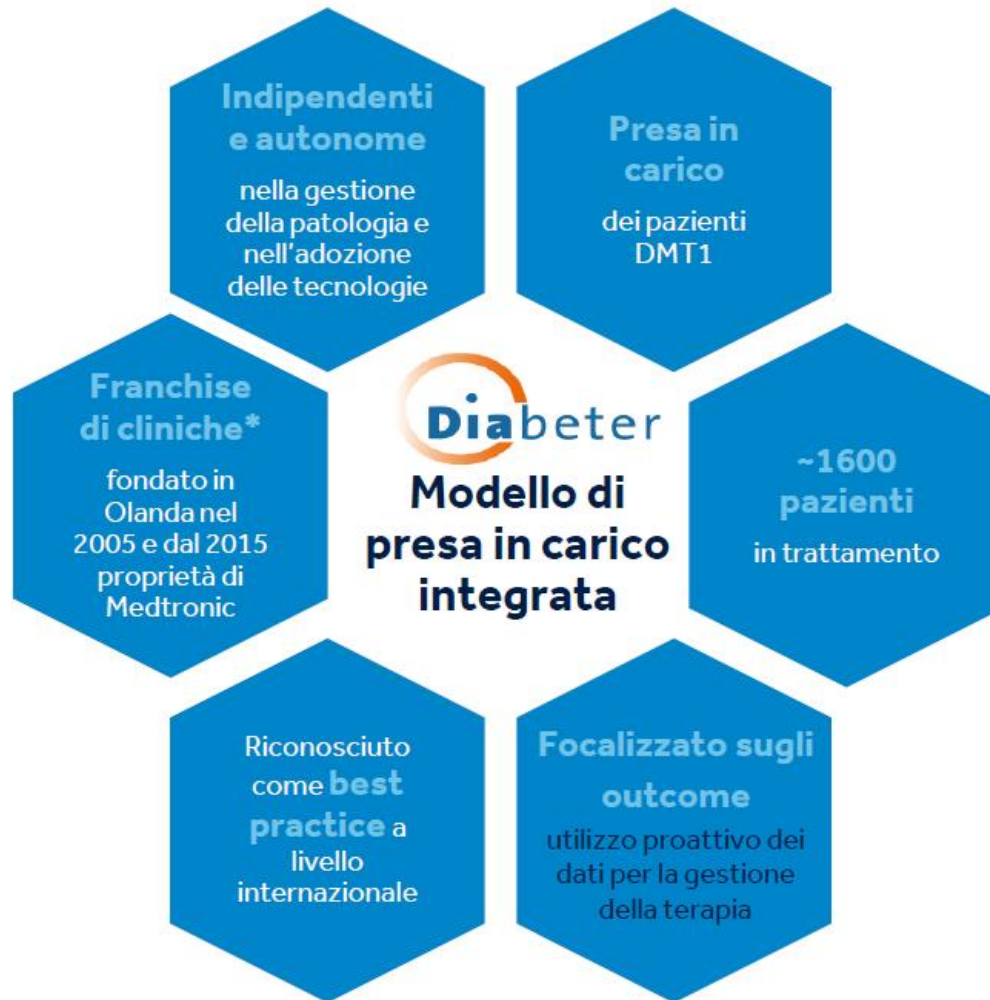 Indipendenti
e autonome
nella gestione
della patologia e
nell'adozione
delle tecnologie
Presa in
carico
dei pazienti
DMT1
Franchise
di cliniche*
fondato in
Olanda nel
2005 e dal 2015
proprietà di
Medtronic
Diabeter
Modello di
presa in carico
integrata
~1600
pazienti
in trattamento
Riconosciuto
come best
practice a
livello
internazionale
Focalizzato sugli
outcome
utilizzo proattivo dei
dati per la gestione
della terapia